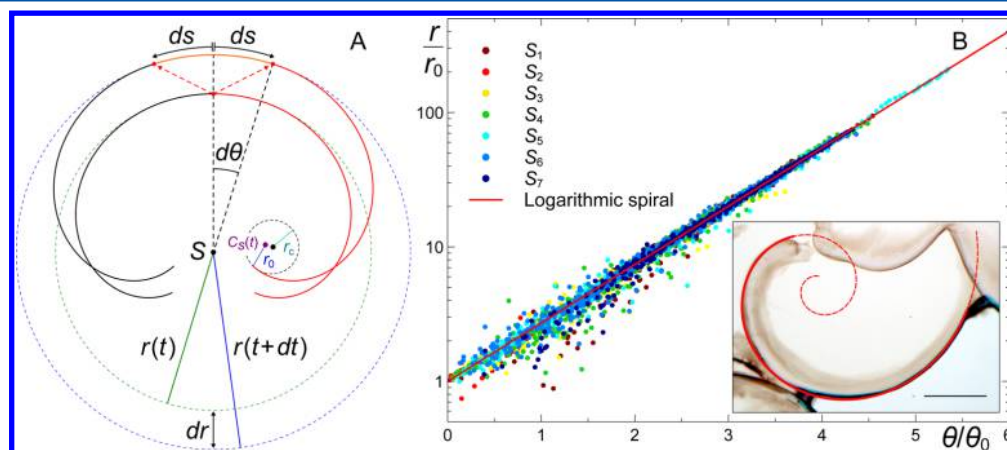 ds ds A
dθ
S
C_S(t)
r_c
r_0
r(t)
r(t+dt)
dr
r/r_0
B
S_1
S_2
S_3
S_4
S_5
S_6
S_7
Logarithmic spiral
100
10
1
0 1 2 3 4 5 6
θ/θ_0